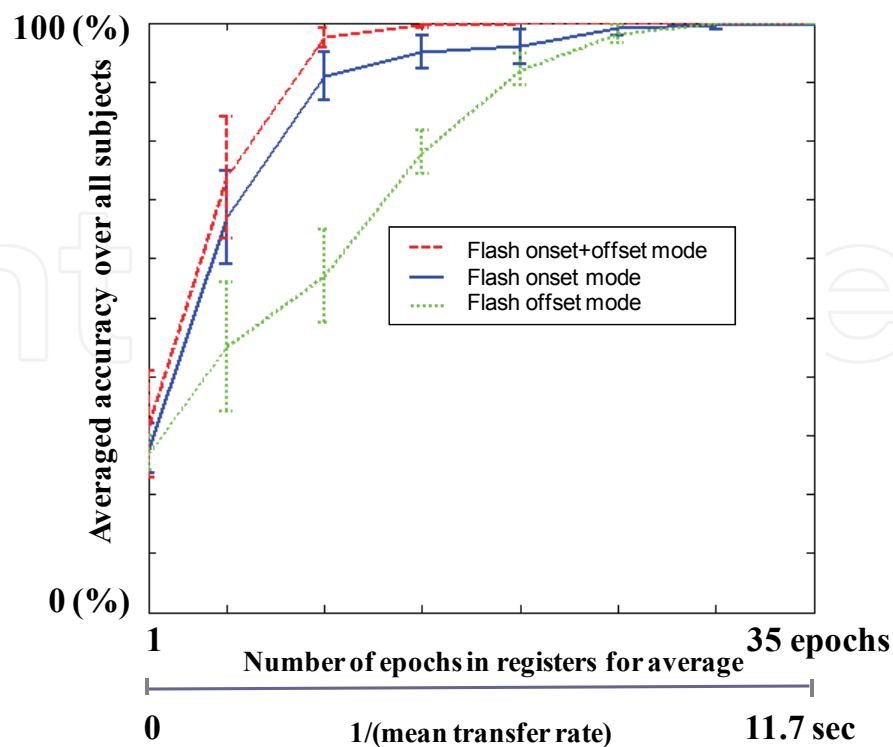 100 (%)
Averaged accuracy over all subjects
Flash onset+offset mode
Flash onset mode
Flash offset mode
0 (%)
1
35 epochs
Number of epochs in registers for average
0
1/(mean transfer rate)
11.7 sec